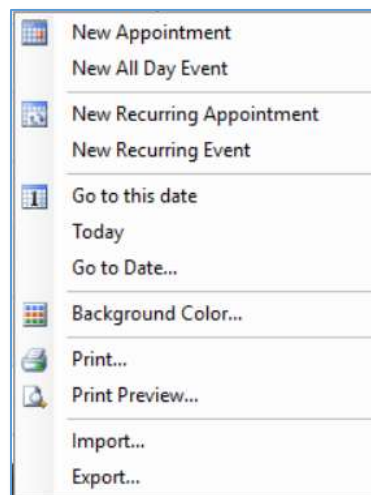 New Appointment
New All Day Event
New Recurring Appointment
New Recurring Event
1 Go to this date
Today
Go to Date...
Background Color...
Print...
Print Preview...
Import...
Export...